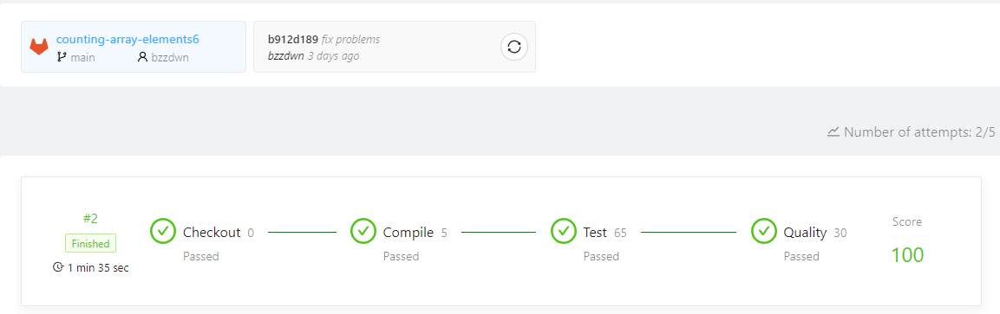 counting-array-elements6
main bzzdwn
b912d189 fix problems
bzzdwn 3 days ago
Number of attempts: 2/5
#2
Finished
1 min 35 sec
Checkout 0
Passed
Compile 5
Passed
Test 65
Passed
Quality 30
Passed
Score
100